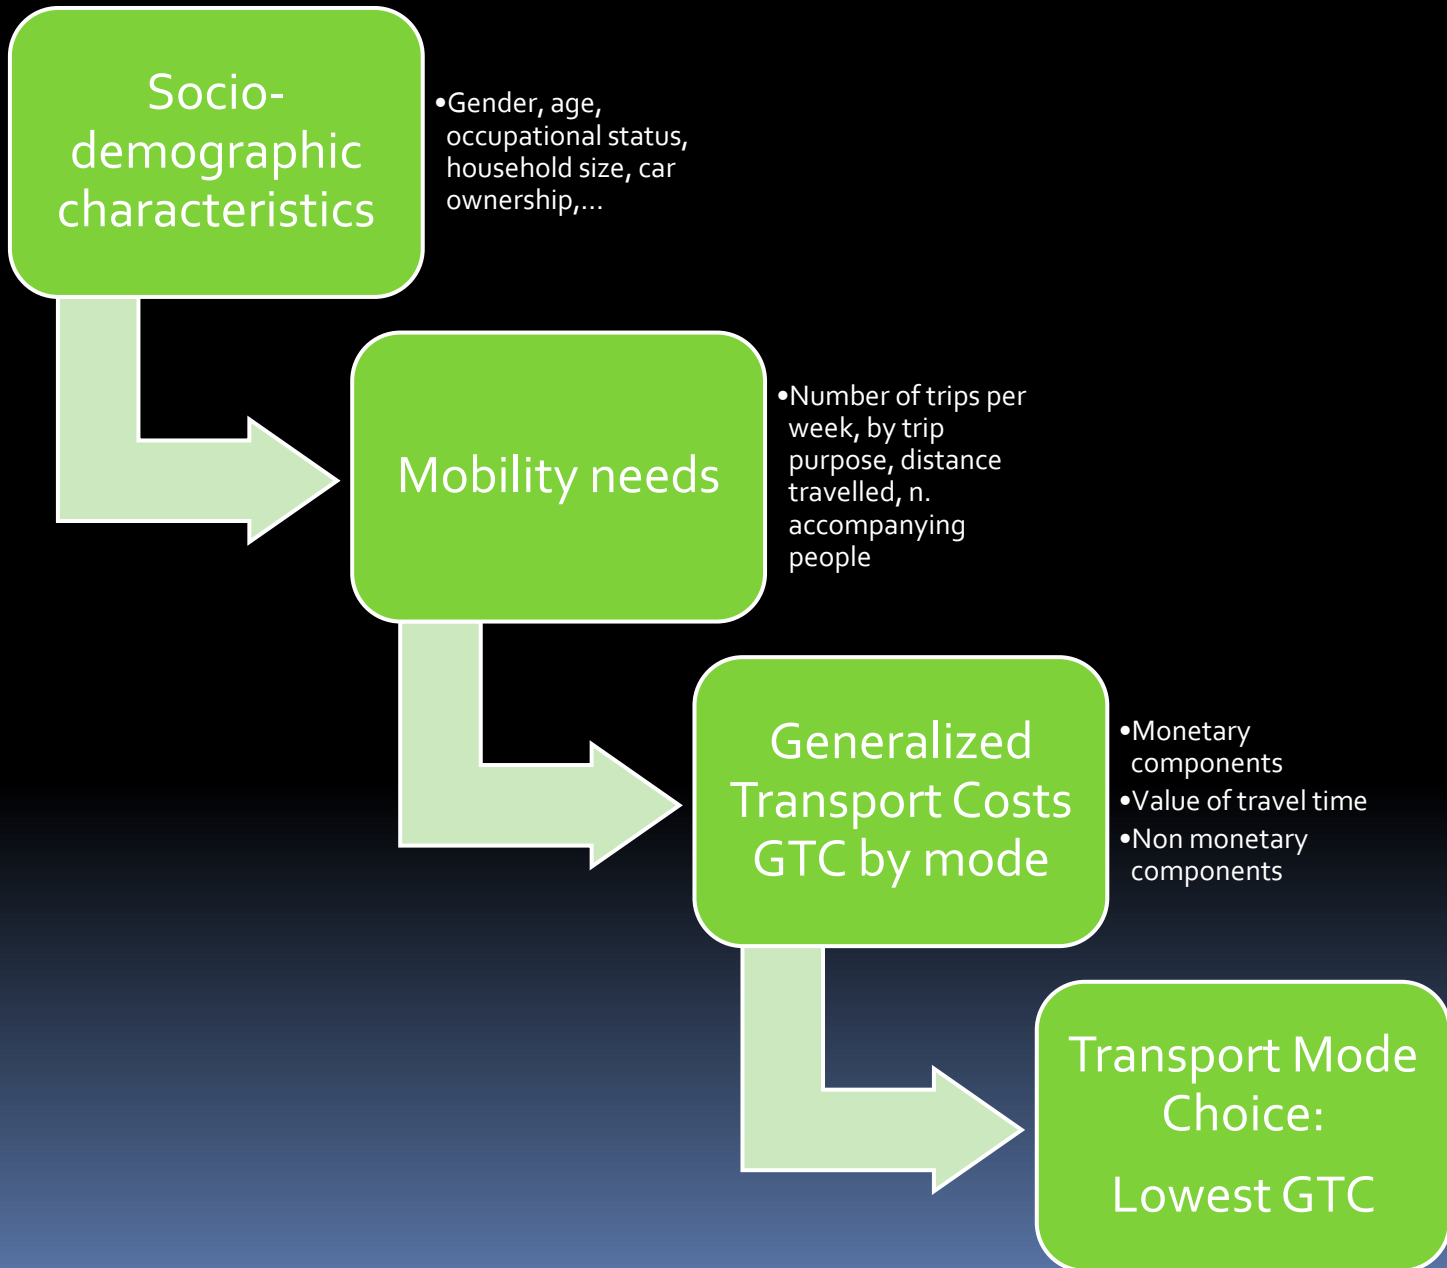 Socio-
demographic
characteristics
•Gender, age,
occupational status,
household size, car
ownership,...
Mobility needs
•Number of trips per
week, by trip
purpose, distance
travelled, n.
accompanying
people
Generalized
Transport Costs
GTC by mode
•Monetary
components
•Value of travel time
•Non monetary
components
Transport Mode
Choice:
Lowest GTC